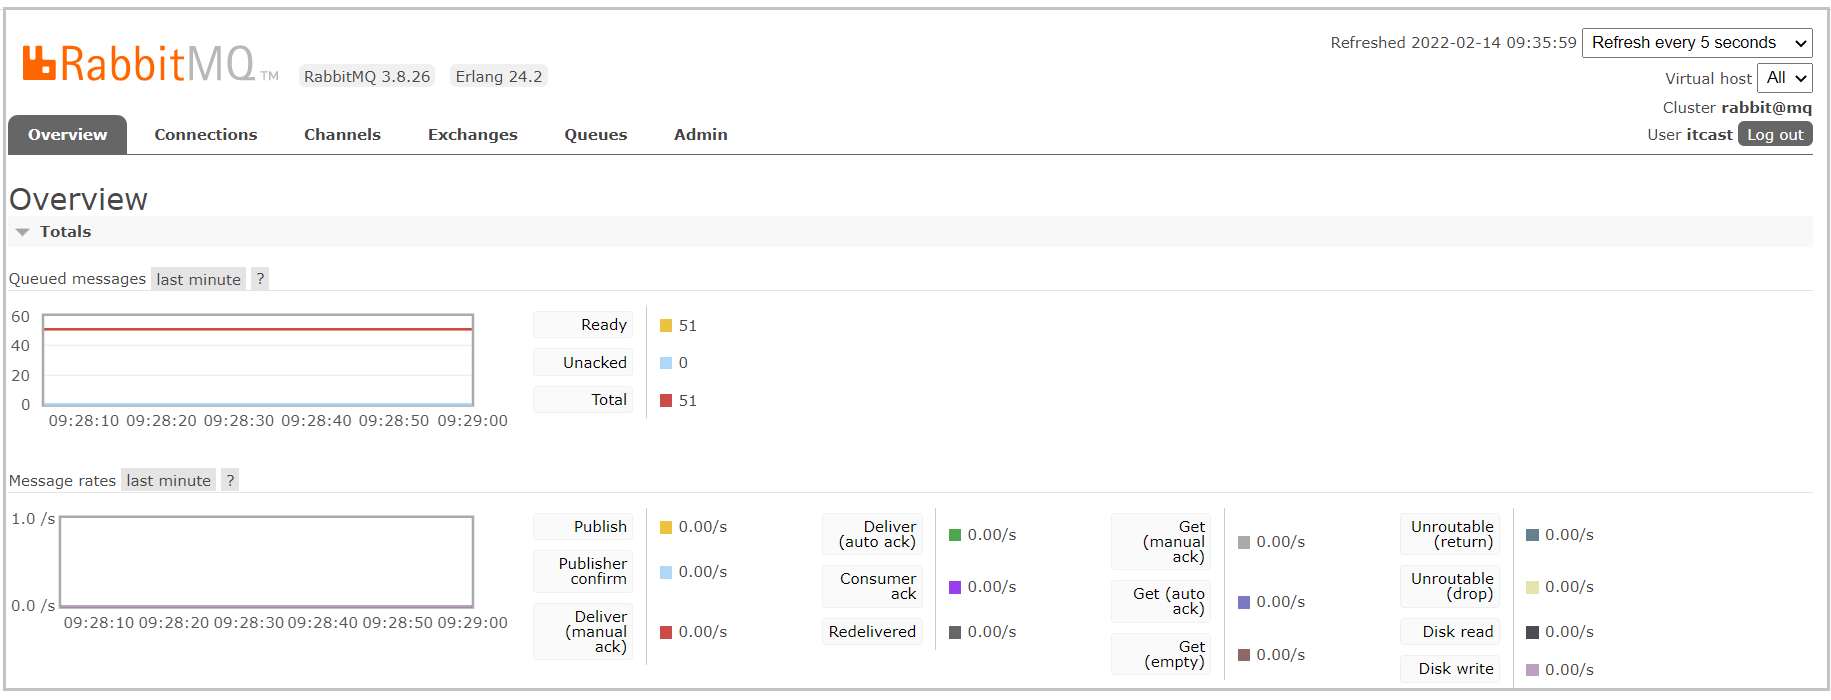 RabbitMQ TM
RabbitMQ 3.8.26
Erlang 24.2
Refreshed 2022-02-14 09:35:59 Refresh every 5 seconds
Virtual host All
Cluster rabbit@mq
User itcast Log out
Overview Connections Channels Exchanges Queues Admin
Overview
Totals
Queued messages last minute ?
60
40
20
0
09:28:10 09:28:20 09:28:30 09:28:40 09:28:50 09:29:00
Ready 51
Unacked 0
Total 51
Message rates last minute ?
1.0 /s
0.0 /s
09:28:10 09:28:20 09:28:30 09:28:40 09:28:50 09:29:00
Publish 0.00/s
Publisher
confirm 0.00/s
Deliver
(manual
ack) 0.00/s
Deliver
(auto ack) 0.00/s
Consumer
ack 0.00/s
Redelivered 0.00/s
Get
(manual
ack) 0.00/s
Get (auto
ack) 0.00/s
Get
(empty) 0.00/s
Unroutable
(return) 0.00/s
Unroutable
(drop) 0.00/s
Disk read 0.00/s
Disk write 0.00/s